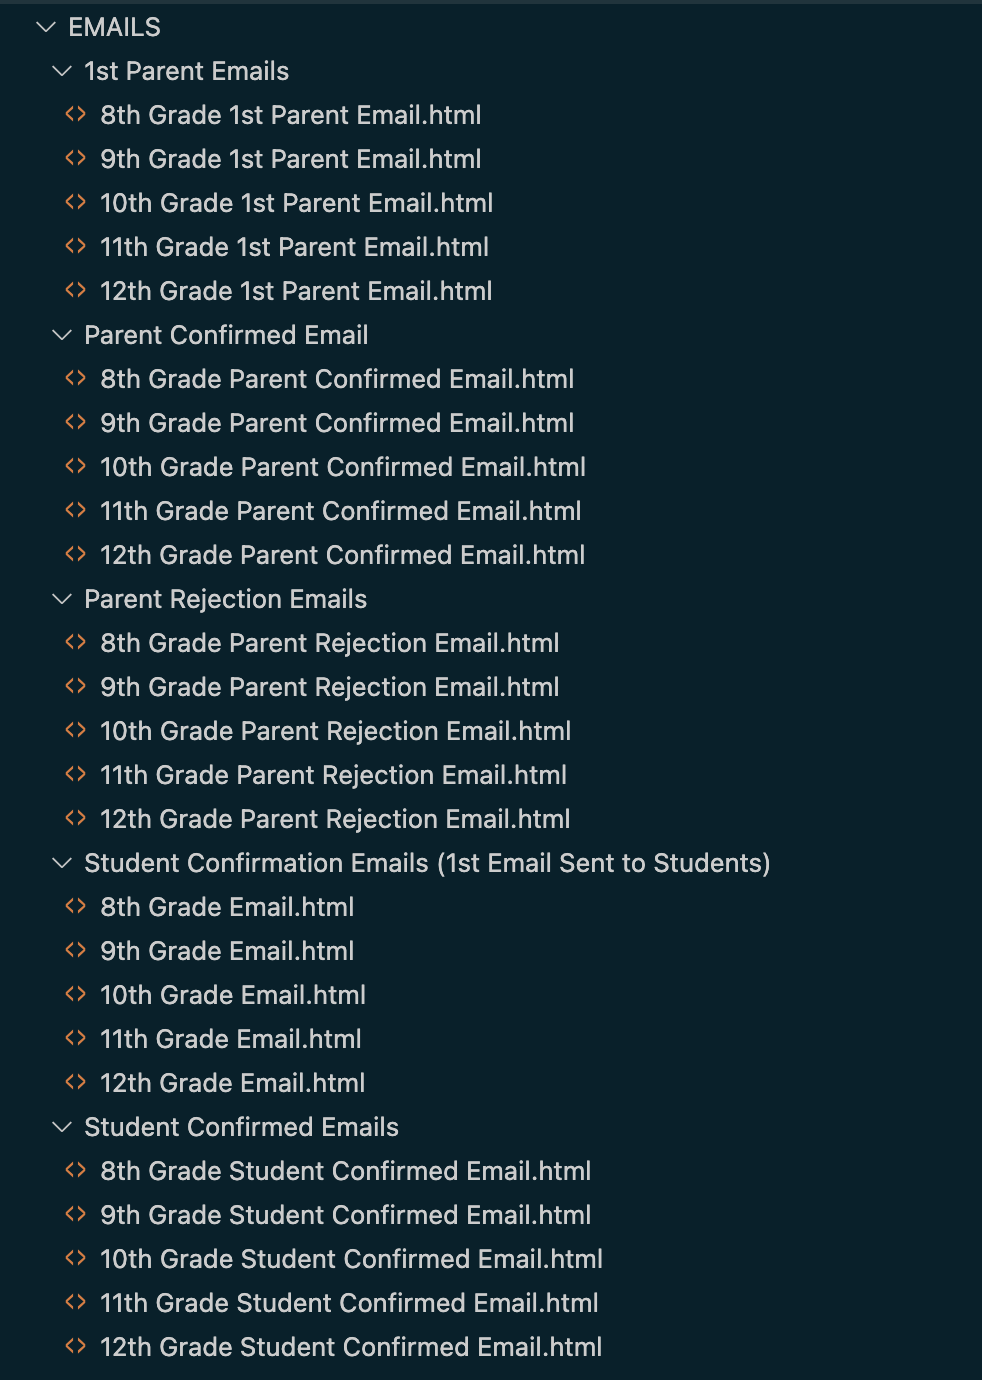 EMAILS
1st Parent Emails
8th Grade 1st Parent Email.html
9th Grade 1st Parent Email.html
10th Grade 1st Parent Email.html
11th Grade 1st Parent Email.html
12th Grade 1st Parent Email.html
Parent Confirmed Email
8th Grade Parent Confirmed Email.html
9th Grade Parent Confirmed Email.html
10th Grade Parent Confirmed Email.html
11th Grade Parent Confirmed Email.html
12th Grade Parent Confirmed Email.html
Parent Rejection Emails
8th Grade Parent Rejection Email.html
9th Grade Parent Rejection Email.html
10th Grade Parent Rejection Email.html
11th Grade Parent Rejection Email.html
12th Grade Parent Rejection Email.html
Student Confirmation Emails (1st Email Sent to Students)
8th Grade Email.html
9th Grade Email.html
10th Grade Email.html
11th Grade Email.html
12th Grade Email.html
Student Confirmed Emails
8th Grade Student Confirmed Email.html
9th Grade Student Confirmed Email.html
10th Grade Student Confirmed Email.html
11th Grade Student Confirmed Email.html
12th Grade Student Confirmed Email.html